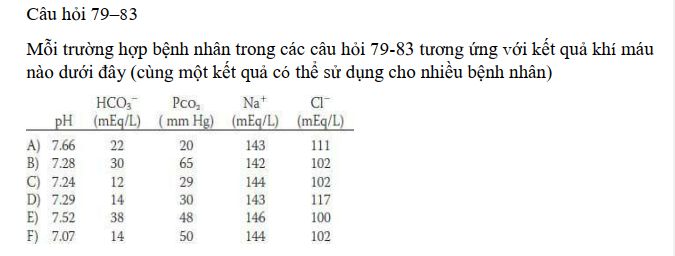 Câu hỏi 79–83
Mỗi trường hợp bệnh nhân trong các câu hỏi 79-83 tương ứng với kết quả khí máu
nào dưới đây (cùng một kết quả có thể sử dụng cho nhiều bệnh nhân)
HCO₃⁻ Pco₂ Na⁺ Cl⁻
pH (mEq/L) ( mm Hg) (mEq/L) (mEq/L)
A) 7.66 22 20 143 111
B) 7.28 30 65 142 102
C) 7.24 12 29 144 102
D) 7.29 14 30 143 117
E) 7.52 38 48 146 100
F) 7.07 14 50 144 102